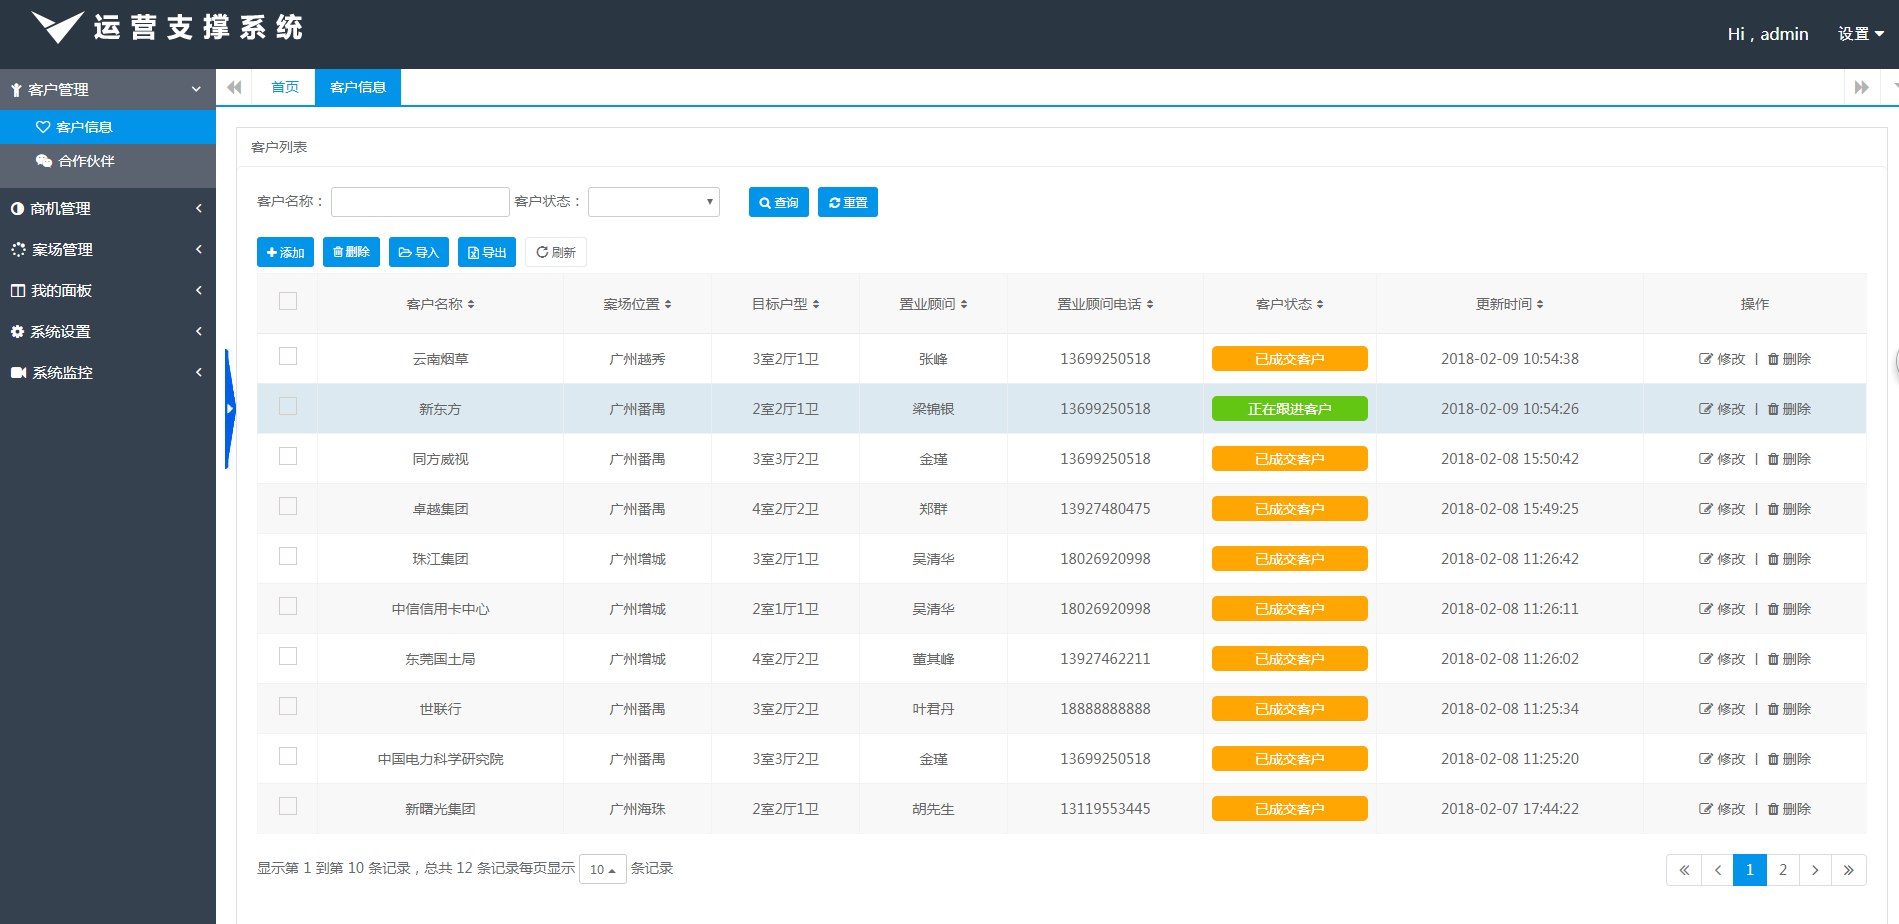 运营支撑系统
Hi , admin
设置
客户管理
客户信息
合作伙伴
商机管理
案场管理
我的面板
系统设置
系统监控
首页
客户信息
客户列表
客户名称： 客户状态： 查询 重置
添加 删除 导入 导出 刷新
客户名称 案场位置 目标户型 置业顾问 置业顾问电话 客户状态 更新时间 操作
云南烟草 广州越秀 3室2厅1卫 张峰 13699250518 已成交客户 2018-02-09 10:54:38 修改 | 删除
新东方 广州番禺 2室2厅1卫 梁锦银 13699250518 正在跟进客户 2018-02-09 10:54:26 修改 | 删除
同方威视 广州番禺 3室3厅2卫 金瑾 13699250518 已成交客户 2018-02-08 15:50:42 修改 | 删除
卓越集团 广州番禺 4室2厅2卫 郑群 13927480475 已成交客户 2018-02-08 15:49:25 修改 | 删除
珠江集团 广州增城 3室2厅1卫 吴清华 18026920998 已成交客户 2018-02-08 11:26:42 修改 | 删除
中信信用卡中心 广州增城 2室1厅1卫 吴清华 18026920998 已成交客户 2018-02-08 11:26:11 修改 | 删除
东莞国土局 广州增城 4室2厅2卫 董其峰 13927462211 已成交客户 2018-02-08 11:26:02 修改 | 删除
世联行 广州番禺 3室2厅2卫 叶君丹 18888888888 已成交客户 2018-02-08 11:25:34 修改 | 删除
中国电力科学研究院 广州番禺 3室3厅2卫 金瑾 13699250518 已成交客户 2018-02-08 11:25:20 修改 | 删除
新曙光集团 广州海珠 2室2厅1卫 胡先生 13119553445 已成交客户 2018-02-07 17:44:22 修改 | 删除
显示第 1 到第 10 条记录，总共 12 条记录每页显示 10 条记录
« ‹ 1 2 › »